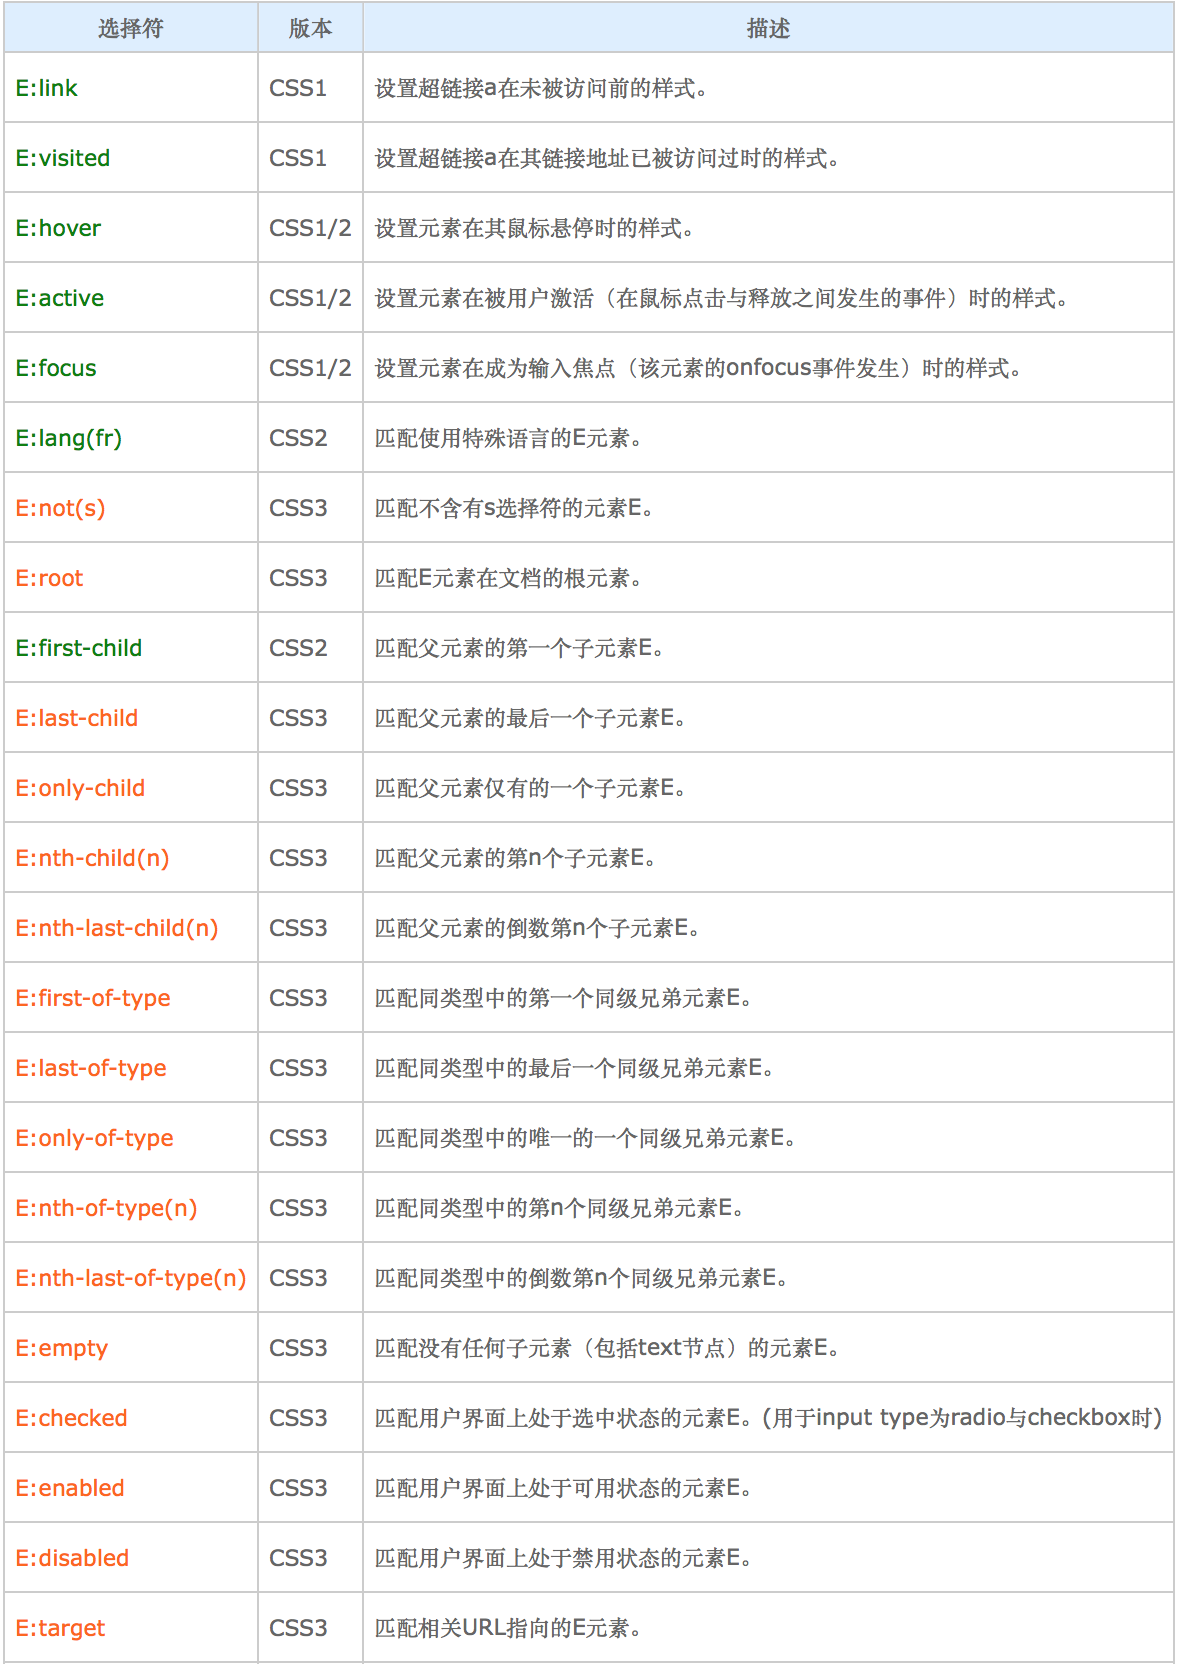 选择符 版本 描述
E:link CSS1 设置超链接a在未被访问前的样式。
E:visited CSS1 设置超链接a在其链接地址已被访问过时的样式。
E:hover CSS1/2 设置元素在其鼠标悬停时的样式。
E:active CSS1/2 设置元素在被用户激活（在鼠标点击与释放之间发生的事件）时的样式。
E:focus CSS1/2 设置元素在成为输入焦点（该元素的onfocus事件发生）时的样式。
E:lang(fr) CSS2 匹配使用特殊语言的E元素。
E:not(s) CSS3 匹配不含有s选择符的元素E。
E:root CSS3 匹配E元素在文档的根元素。
E:first-child CSS2 匹配父元素的第一个子元素E。
E:last-child CSS3 匹配父元素的最后一个子元素E。
E:only-child CSS3 匹配父元素仅有的一个子元素E。
E:nth-child(n) CSS3 匹配父元素的第n个子元素E。
E:nth-last-child(n) CSS3 匹配父元素的倒数第n个子元素E。
E:first-of-type CSS3 匹配同类型中的第一个同级兄弟元素E。
E:last-of-type CSS3 匹配同类型中的最后一个同级兄弟元素E。
E:only-of-type CSS3 匹配同类型中的唯一的一个同级兄弟元素E。
E:nth-of-type(n) CSS3 匹配同类型中的第n个同级兄弟元素E。
E:nth-last-of-type(n) CSS3 匹配同类型中的倒数第n个同级兄弟元素E。
E:empty CSS3 匹配没有任何子元素（包括text节点）的元素E。
E:checked CSS3 匹配用户界面上处于选中状态的元素E。(用于input type为radio与checkbox时)
E:enabled CSS3 匹配用户界面上处于可用状态的元素E。
E:disabled CSS3 匹配用户界面上处于禁用状态的元素E。
E:target CSS3 匹配相关URL指向的E元素。